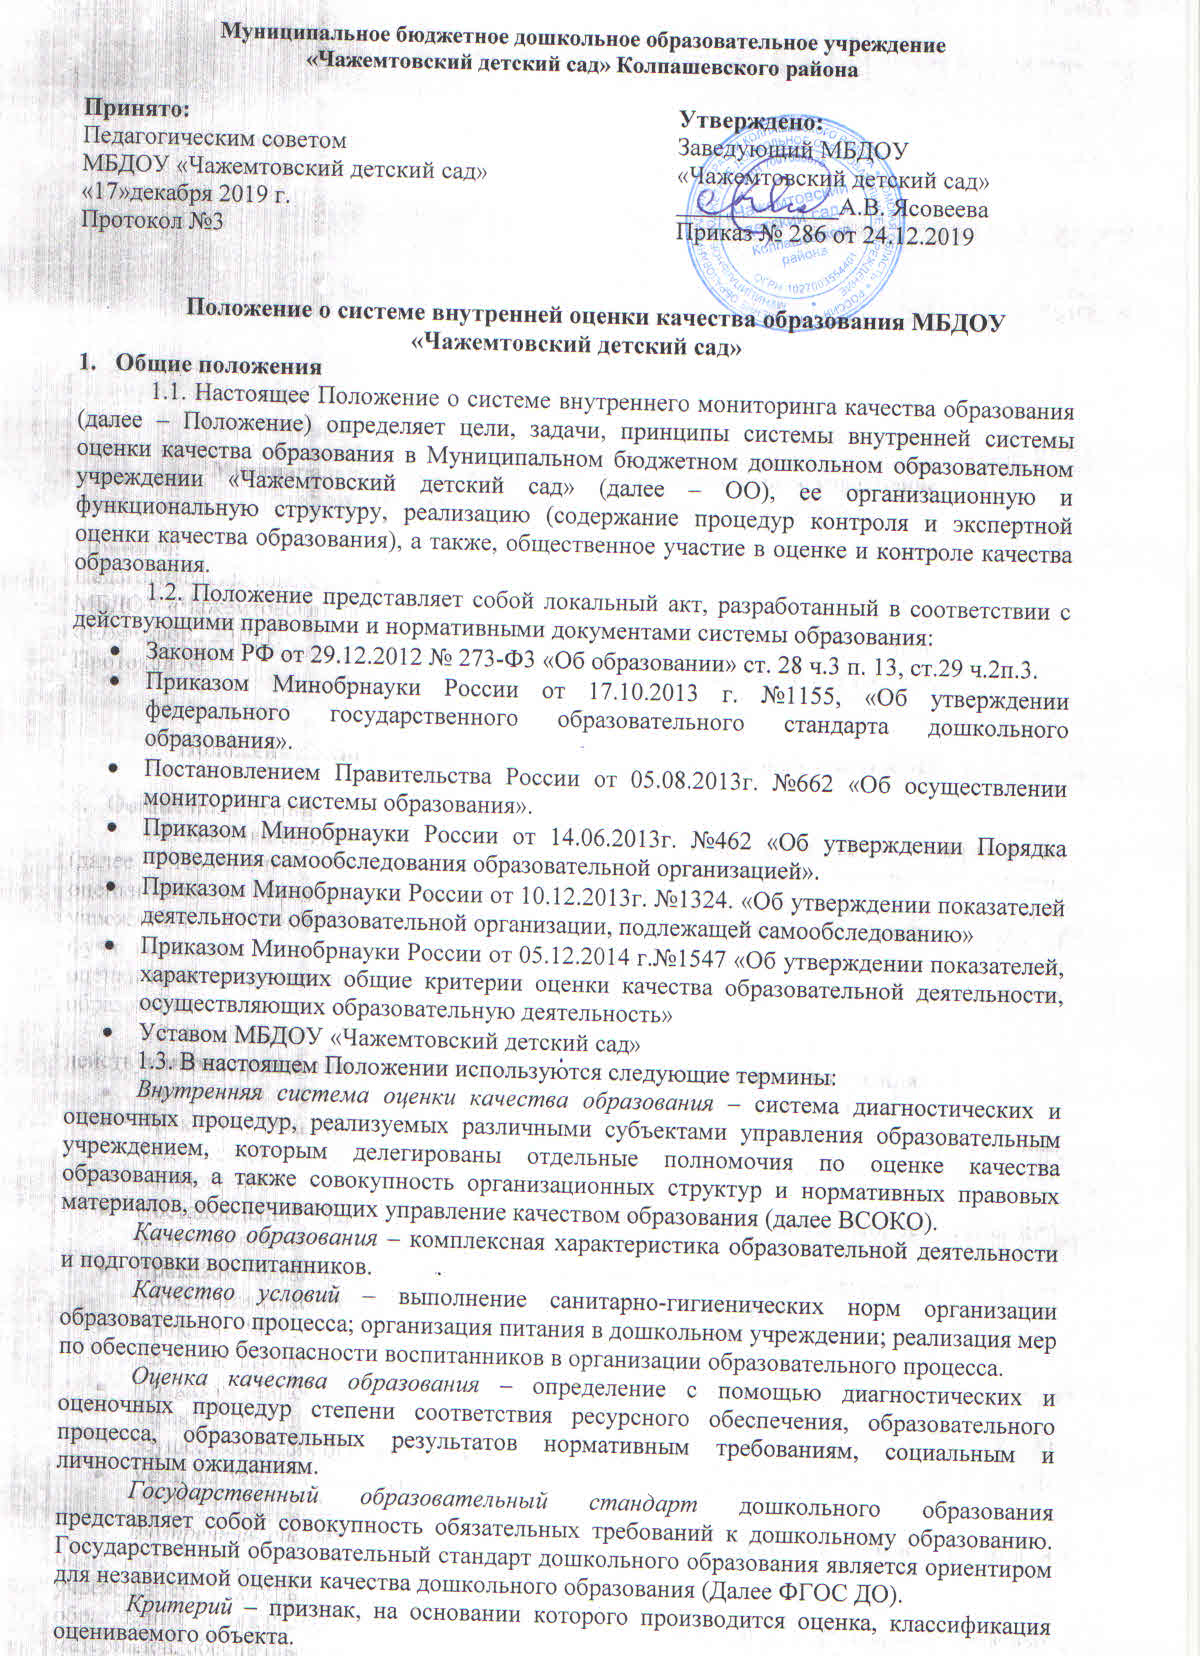 Муниципальное бюджетное дошкольное образовательное учреждение
«Чажемтовский детский сад» Колпашевского района
Принято:
Педагогическим советом
МБДОУ «Чажемтовский детский сад»
«17»декабря 2019 г.
Протокол №3
Утверждено:
Заведующий МБДОУ
«Чажемтовский детский сад»
А.В. Ясовеева
Приказ № 286 от 24.12.2019
Чажемтовский
детский сад
Колпашевского
района
ОГРН 1027003554401
Положение о системе внутренней оценки качества образования МБДОУ
«Чажемтовский детский сад»
1. Общие положения
1.1. Настоящее Положение о системе внутреннего мониторинга качества образования
(далее – Положение) определяет цели, задачи, принципы системы внутренней системы
оценки качества образования в Муниципальном бюджетном дошкольном образовательном
учреждении «Чажемтовский детский сад» (далее – ОО), ее организационную и
функциональную структуру, реализацию (содержание процедур контроля и экспертной
оценки качества образования), а также, общественное участие в оценке и контроле качества
образования.
1.2. Положение представляет собой локальный акт, разработанный в соответствии с
действующими правовыми и нормативными документами системы образования:
• Законом РФ от 29.12.2012 № 273-ФЗ «Об образовании» ст. 28 ч.3 п. 13, ст.29 ч.2п.3.
• Приказом Минобрнауки России от 17.10.2013 г. №1155, «Об утверждении
федерального государственного образовательного стандарта дошкольного
образования».
• Постановлением Правительства России от 05.08.2013г. №662 «Об осуществлении
мониторинга системы образования».
• Приказом Минобрнауки России от 14.06.2013г. №462 «Об утверждении Порядка
проведения самообследования образовательной организацией».
• Приказом Минобрнауки России от 10.12.2013г. №1324. «Об утверждении показателей
деятельности образовательной организации, подлежащей самообследованию»
• Приказом Минобрнауки России от 05.12.2014 г.№1547 «Об утверждении показателей,
характеризующих общие критерии оценки качества образовательной деятельности,
осуществляющих образовательную деятельность»
• Уставом МБДОУ «Чажемтовский детский сад»
1.3. В настоящем Положении используются следующие термины:
Внутренняя система оценки качества образования – система диагностических и
оценочных процедур, реализуемых различными субъектами управления образовательным
учреждением, которым делегированы отдельные полномочия по оценке качества
образования, а также совокупность организационных структур и нормативных правовых
материалов, обеспечивающих управление качеством образования (далее ВСОКО).
Качество образования – комплексная характеристика образовательной деятельности
и подготовки воспитанников.
Качество условий – выполнение санитарно-гигиенических норм организации
образовательного процесса; организация питания в дошкольном учреждении; реализация мер
по обеспечению безопасности воспитанников в организации образовательного процесса.
Оценка качества образования – определение с помощью диагностических и
оценочных процедур степени соответствия ресурсного обеспечения, образовательного
процесса, образовательных результатов нормативным требованиям, социальным и
личностным ожиданиям.
Государственный образовательный стандарт дошкольного образования
представляет собой совокупность обязательных требований к дошкольному образованию.
Государственный образовательный стандарт дошкольного образования является ориентиром
для независимой оценки качества дошкольного образования (Далее ФГОС ДО).
Критерий – признак, на основании которого производится оценка, классификация
оцениваемого объекта.